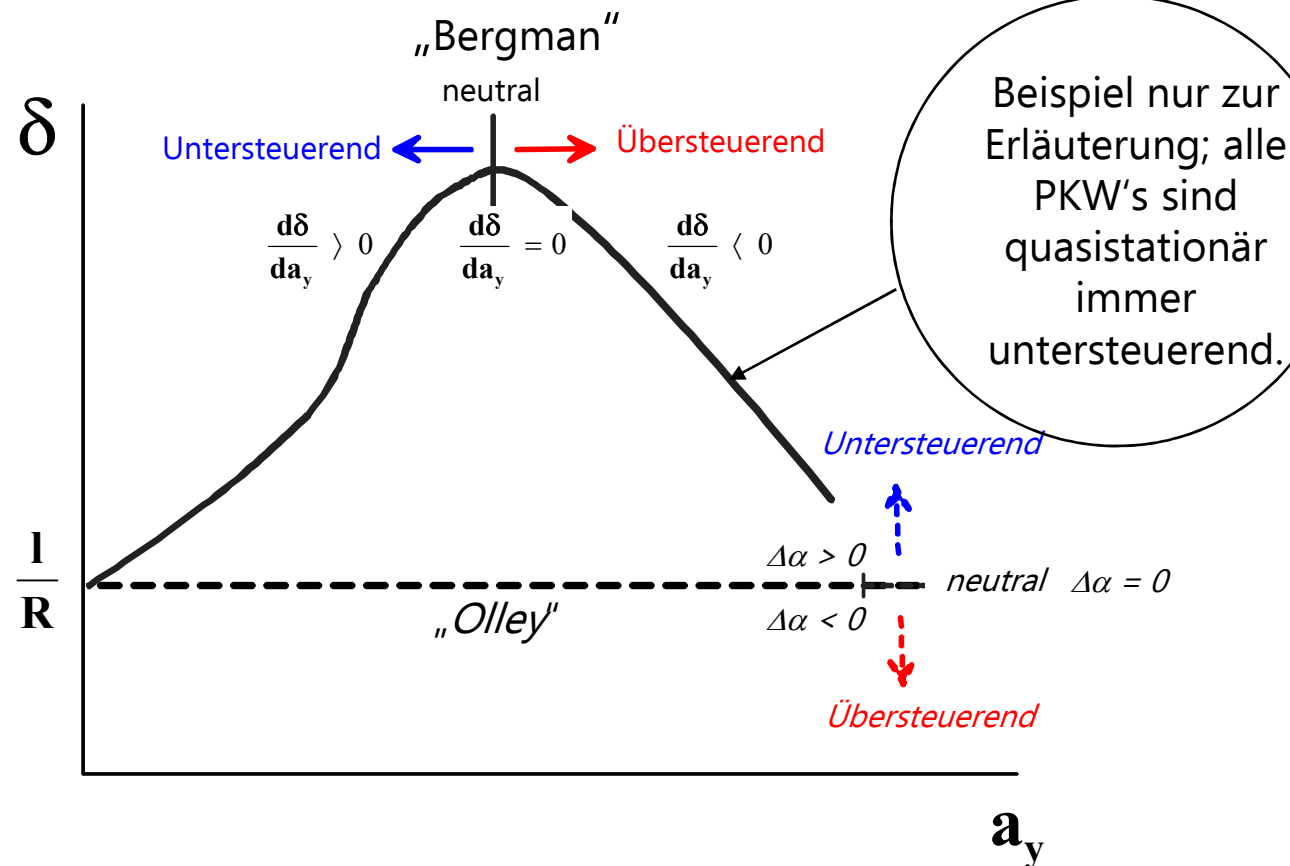 „Bergman“
neutral
δ
Untersteuerend
Übersteuerend
dδ/da_y 〉 0
dδ/da_y = 0
dδ/da_y 〈 0
Beispiel nur zur
Erläuterung; alle
PKW‘s sind
quasistationär
immer
untersteuerend.
Untersteuerend
l/R
Δα > 0
neutral Δα = 0
„Olley“
Δα < 0
Übersteuerend
a_y